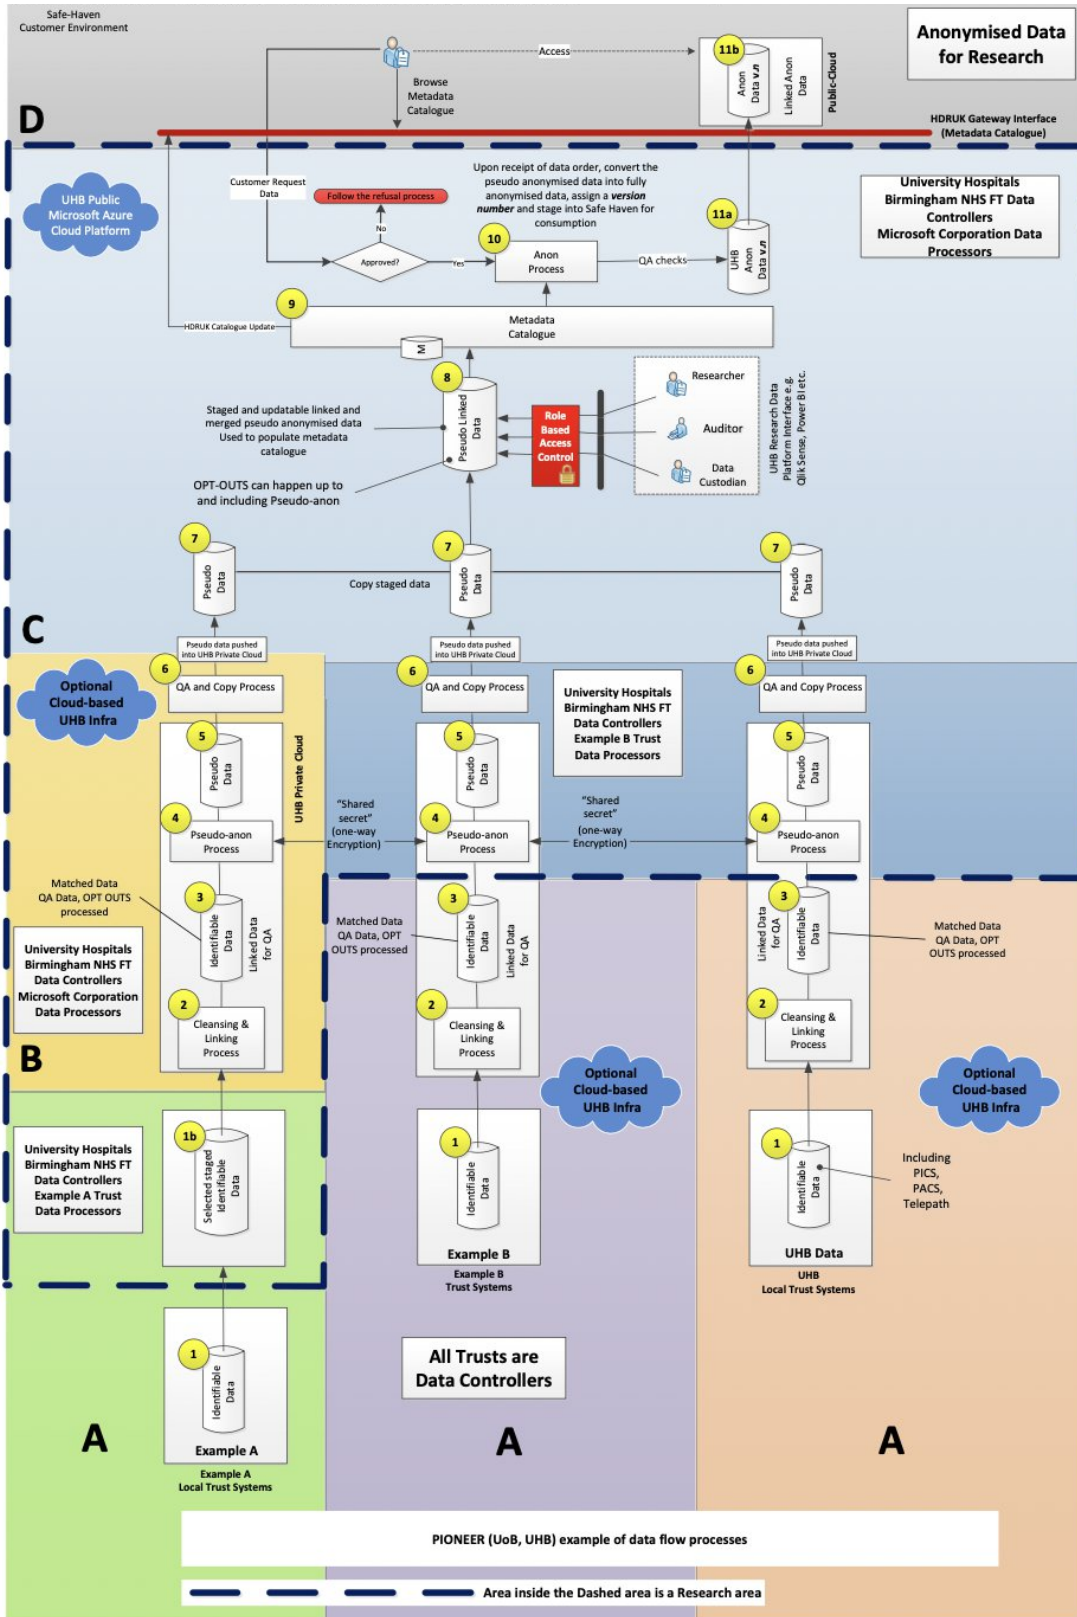 Safe-Haven
Customer Environment
Anonymised Data
for Research
Access
11b
Anon
Data v.n
Linked Anon
Data
Public-Cloud
Browse
Metadata
Catalogue
D
HDRUK Gateway Interface
(Metadata Catalogue)
UHB Public
Microsoft Azure
Cloud Platform
Customer Request
Data
Follow the refusal process
No
Approved?
Yes
Upon receipt of data order, convert the
pseudo anonymised data into fully
anonymised data, assign a version
number and stage into Safe Haven for
consumption
10
Anon
Process
QA checks
11a
UHB
Anon
Data v.n
University Hospitals
Birmingham NHS FT Data
Controllers
Microsoft Corporation Data
Processors
9
HDRUK Catalogue Update
Metadata
Catalogue
M
8
Pseudo Linked
Data
Staged and updatable linked and
merged pseudo anonymised data
Used to populate metadata
catalogue
OPT-OUTS can happen up to
and including Pseudo-anon
Role
Based
Access
Control
Researcher
Auditor
Data
Custodian
UHB Research Data
Platform Interface e.g.
Qlik Sense, Power BI etc.
7
Pseudo
Data
Copy staged data
7
Pseudo
Data
7
Pseudo
Data
C
Pseudo data pushed
into UHB Private Cloud
Pseudo data pushed
into UHB Private Cloud
Pseudo data pushed
into UHB Private Cloud
Optional
Cloud-based
UHB Infra
6
QA and Copy Process
6
QA and Copy Process
6
QA and Copy Process
University Hospitals
Birmingham NHS FT
Data Controllers
Example B Trust
Data Processors
UHB Private Cloud
5
Pseudo
Data
5
Pseudo
Data
5
Pseudo
Data
4
Pseudo-anon
Process
"Shared
secret"
(one-way
Encryption)
4
Pseudo-anon
Process
"Shared
secret"
(one-way
Encryption)
4
Pseudo-anon
Process
Matched Data
QA Data, OPT OUTS
processed
3
Identifiable
Data
Linked Data
for QA
Matched Data
QA Data, OPT
OUTS processed
3
Identifiable
Data
Linked Data
for QA
3
Identifiable
Data
Linked Data
for QA
Matched Data
QA Data, OPT
OUTS processed
University Hospitals
Birmingham NHS FT
Data Controllers
Microsoft Corporation
Data Processors
2
Cleansing &
Linking
Process
2
Cleansing &
Linking
Process
2
Cleansing &
Linking
Process
B
Optional
Cloud-based
UHB Infra
Optional
Cloud-based
UHB Infra
University Hospitals
Birmingham NHS FT
Data Controllers
Example A Trust
Data Processors
1b
Selected staged
Identifiable
Data
1
Identifiable
Data
Example B
Example B
Trust Systems
1
Identifiable
Data
UHB Data
UHB
Local Trust Systems
Including
PICS,
PACS,
Telepath
1
Identifiable
Data
Example A
Example A
Local Trust Systems
All Trusts are
Data Controllers
A
A
A
PIONEER (UoB, UHB) example of data flow processes
Area inside the Dashed area is a Research area